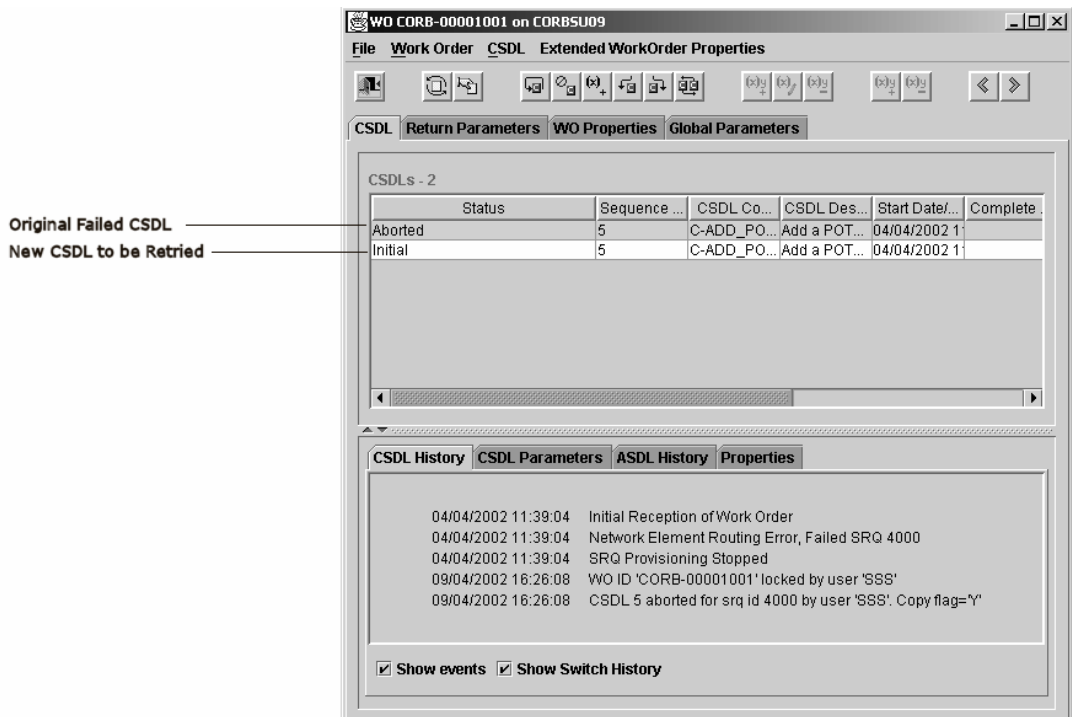 WO CORB-00001001 on CORBSU09
File Work Order CSDL Extended WorkOrder Properties
CSDL Return Parameters WO Properties Global Parameters
CSDLs - 2
Status Sequence ... CSDL Co... CSDL Des... Start Date/... Complete .
Original Failed CSDL
Aborted 5 C-ADD_PO... Add a POT... 04/04/2002 1
New CSDL to be Retried
Initial 5 C-ADD_PO... Add a POT... 04/04/2002 1
CSDL History CSDL Parameters ASDL History Properties
04/04/2002 11:39:04 Initial Reception of Work Order
04/04/2002 11:39:04 Network Element Routing Error, Failed SRQ 4000
04/04/2002 11:39:04 SRQ Provisioning Stopped
09/04/2002 16:26:08 WO ID 'CORB-00001001' locked by user 'SSS'
09/04/2002 16:26:08 CSDL 5 aborted for srq id 4000 by user 'SSS'. Copy flag='Y'
Show events Show Switch History